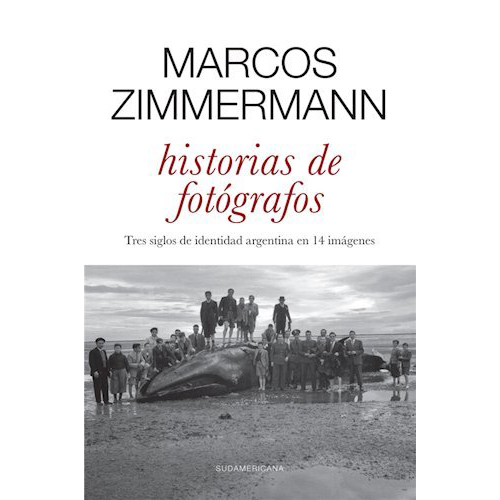 MARCOS
ZIMMERMANN
historias de
fotógrafos
Tres siglos de identidad argentina en 14 imágenes
SUDAMERICANA